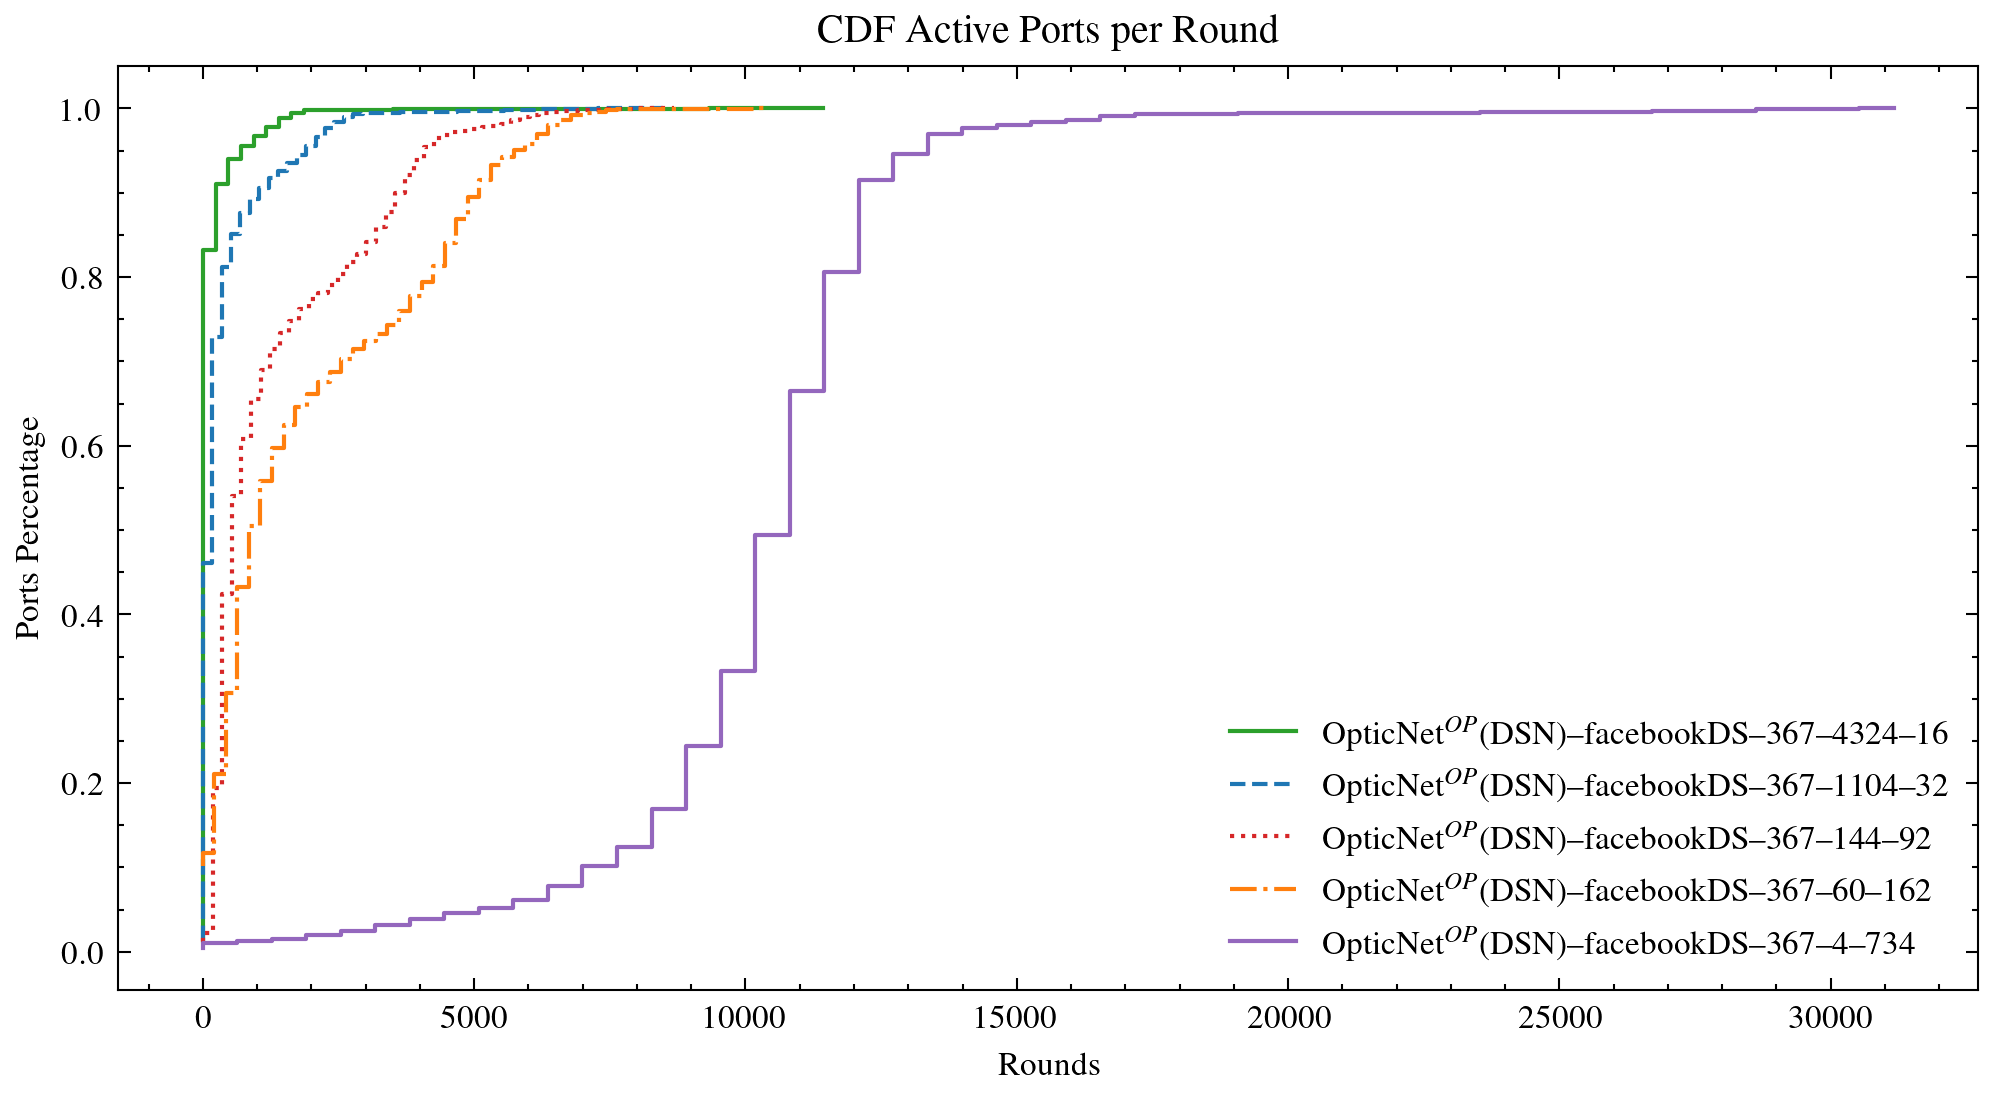 CDF Active Ports per Round
1.0
0.8
0.6
0.4
0.2
0.0
Ports Percentage
OpticNet^OP(DSN)–facebookDS–367–4324–16
OpticNet^OP(DSN)–facebookDS–367–1104–32
OpticNet^OP(DSN)–facebookDS–367–144–92
OpticNet^OP(DSN)–facebookDS–367–60–162
OpticNet^OP(DSN)–facebookDS–367–4–734
0 5000 10000 15000 20000 25000 30000
Rounds